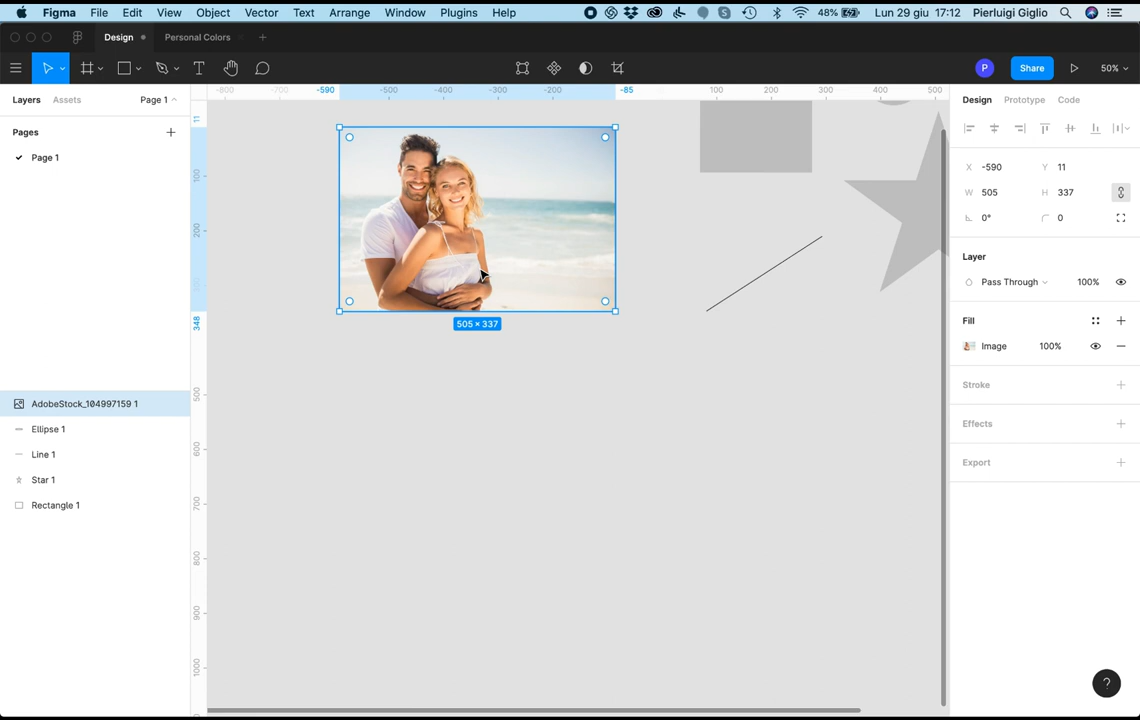 Figma File Edit View Object Vector Text Arrange Window Plugins Help 48% Lun 29 giu 17:12 Pierluigi Giglio
Design Personal Colors
P Share 50%
Layers Assets Page 1
-800 -700 -590 -500 -400 -300 -200 -85 100 200 300 400 500
Design Prototype Code
11
Pages
Page 1
X -590 Y 11
100
W 505 H 337
0° 0
200
Layer
Pass Through 100%
300
348
505 × 337
Fill
Image 100%
Stroke
500
AdobeStock_104997159 1
Effects
Ellipse 1
600
Line 1
Export
Star 1
700
Rectangle 1
800
900
1000
?